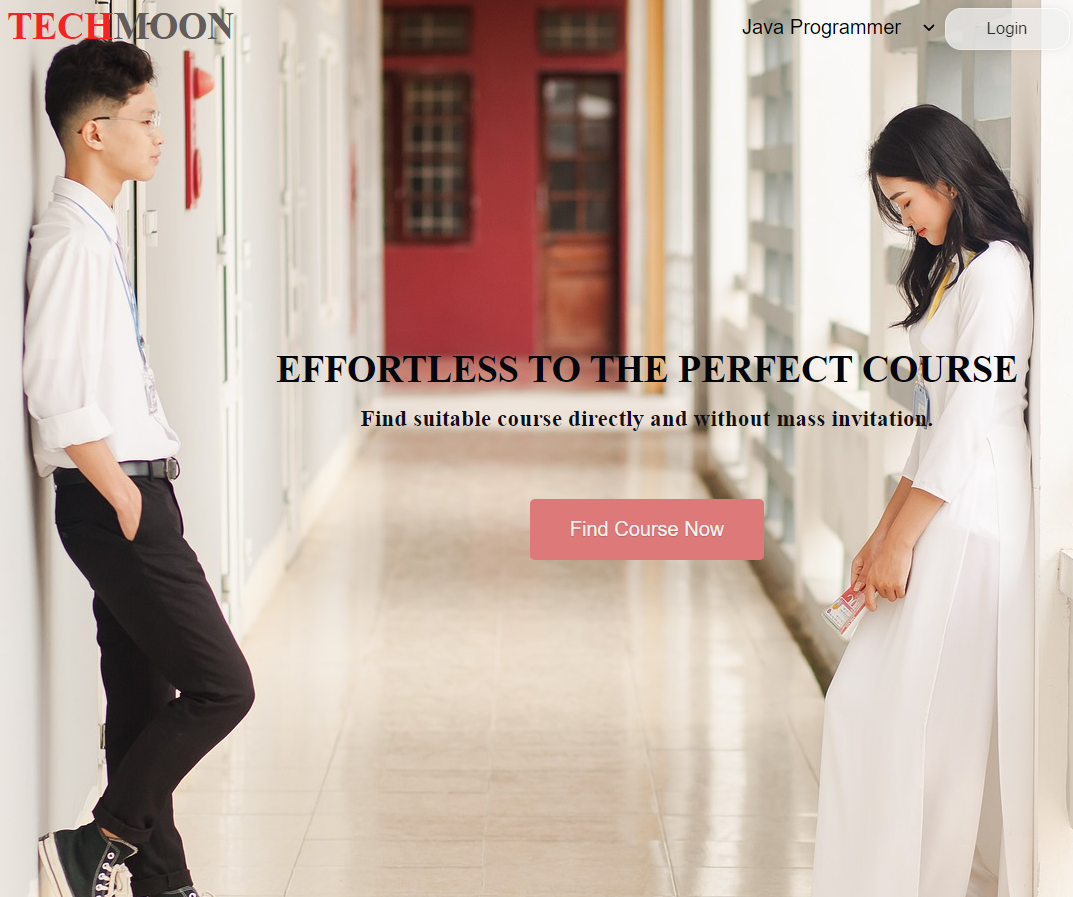 TECHMOON
Java Programmer
Login
EFFORTLESS TO THE PERFECT COURSE
Find suitable course directly and without mass invitation.
Find Course Now